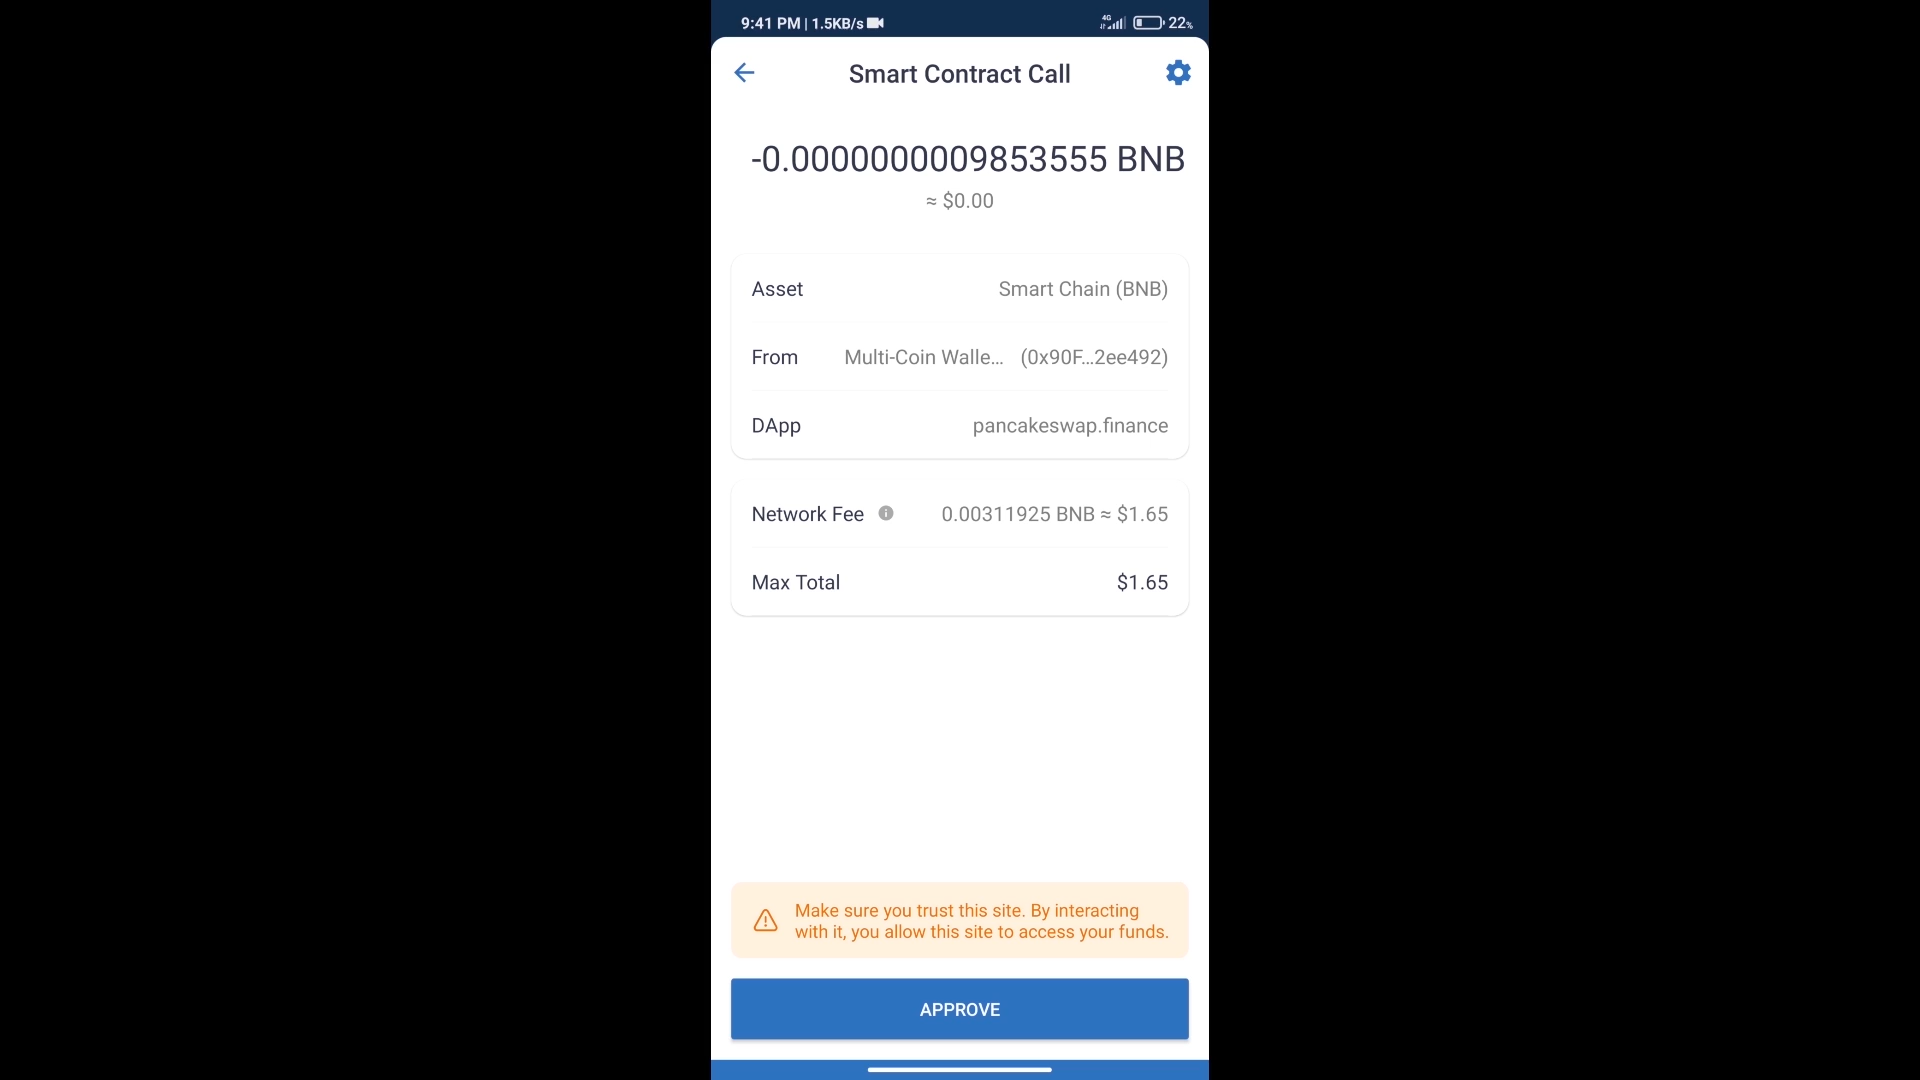 9:41 PM | 1.5KB/s 4G 22%
Smart Contract Call
-0.0000000009853555 BNB
≈ $0.00
Asset Smart Chain (BNB)
From Multi-Coin Walle... (0x90F...2ee492)
DApp pancakeswap.finance
Network Fee 0.00311925 BNB ≈ $1.65
Max Total $1.65
Make sure you trust this site. By interacting
with it, you allow this site to access your funds.
APPROVE